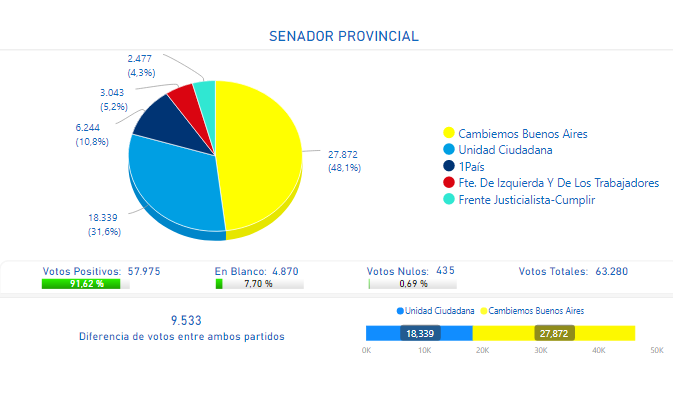 SENADOR PROVINCIAL
2.477
(4,3%)
3.043
(5,2%)
6.244
(10,8%)
27.872
(48,1%)
18.339
(31,6%)
Cambiemos Buenos Aires
Unidad Ciudadana
1País
Fte. De Izquierda Y De Los Trabajadores
Frente Justicialista-Cumplir
Votos Positivos: 57.975
91,62 %
En Blanco: 4.870
7,70 %
Votos Nulos: 435
0,69 %
Votos Totales: 63.280
9.533
Diferencia de votos entre ambos partidos
Unidad Ciudadana Cambiemos Buenos Aires
18,339 27,872
0K 10K 20K 30K 40K 50K